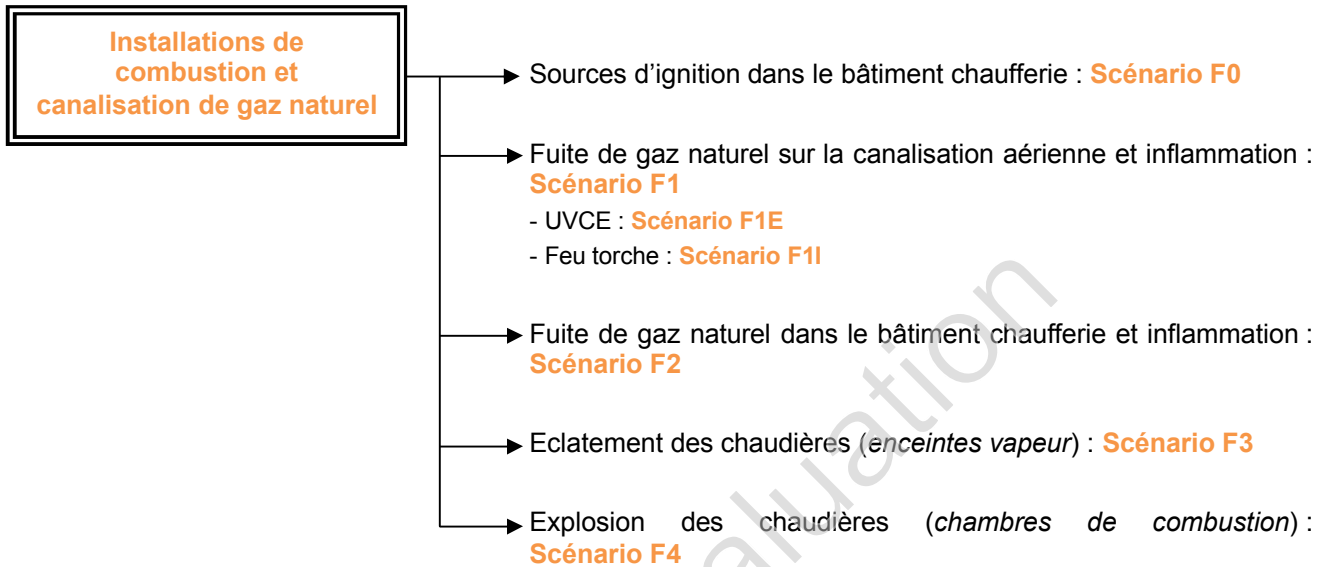 Installations de
combustion et
canalisation de gaz naturel
Sources d'ignition dans le bâtiment chaufferie : Scénario F0
Fuite de gaz naturel sur la canalisation aérienne et inflammation :
Scénario F1
- UVCE : Scénario F1E
- Feu torche : Scénario F1I
Fuite de gaz naturel dans le bâtiment chaufferie et inflammation :
Scénario F2
Eclatement des chaudières (enceintes vapeur) : Scénario F3
Explosion des chaudières (chambres de combustion) :
Scénario F4
aluation